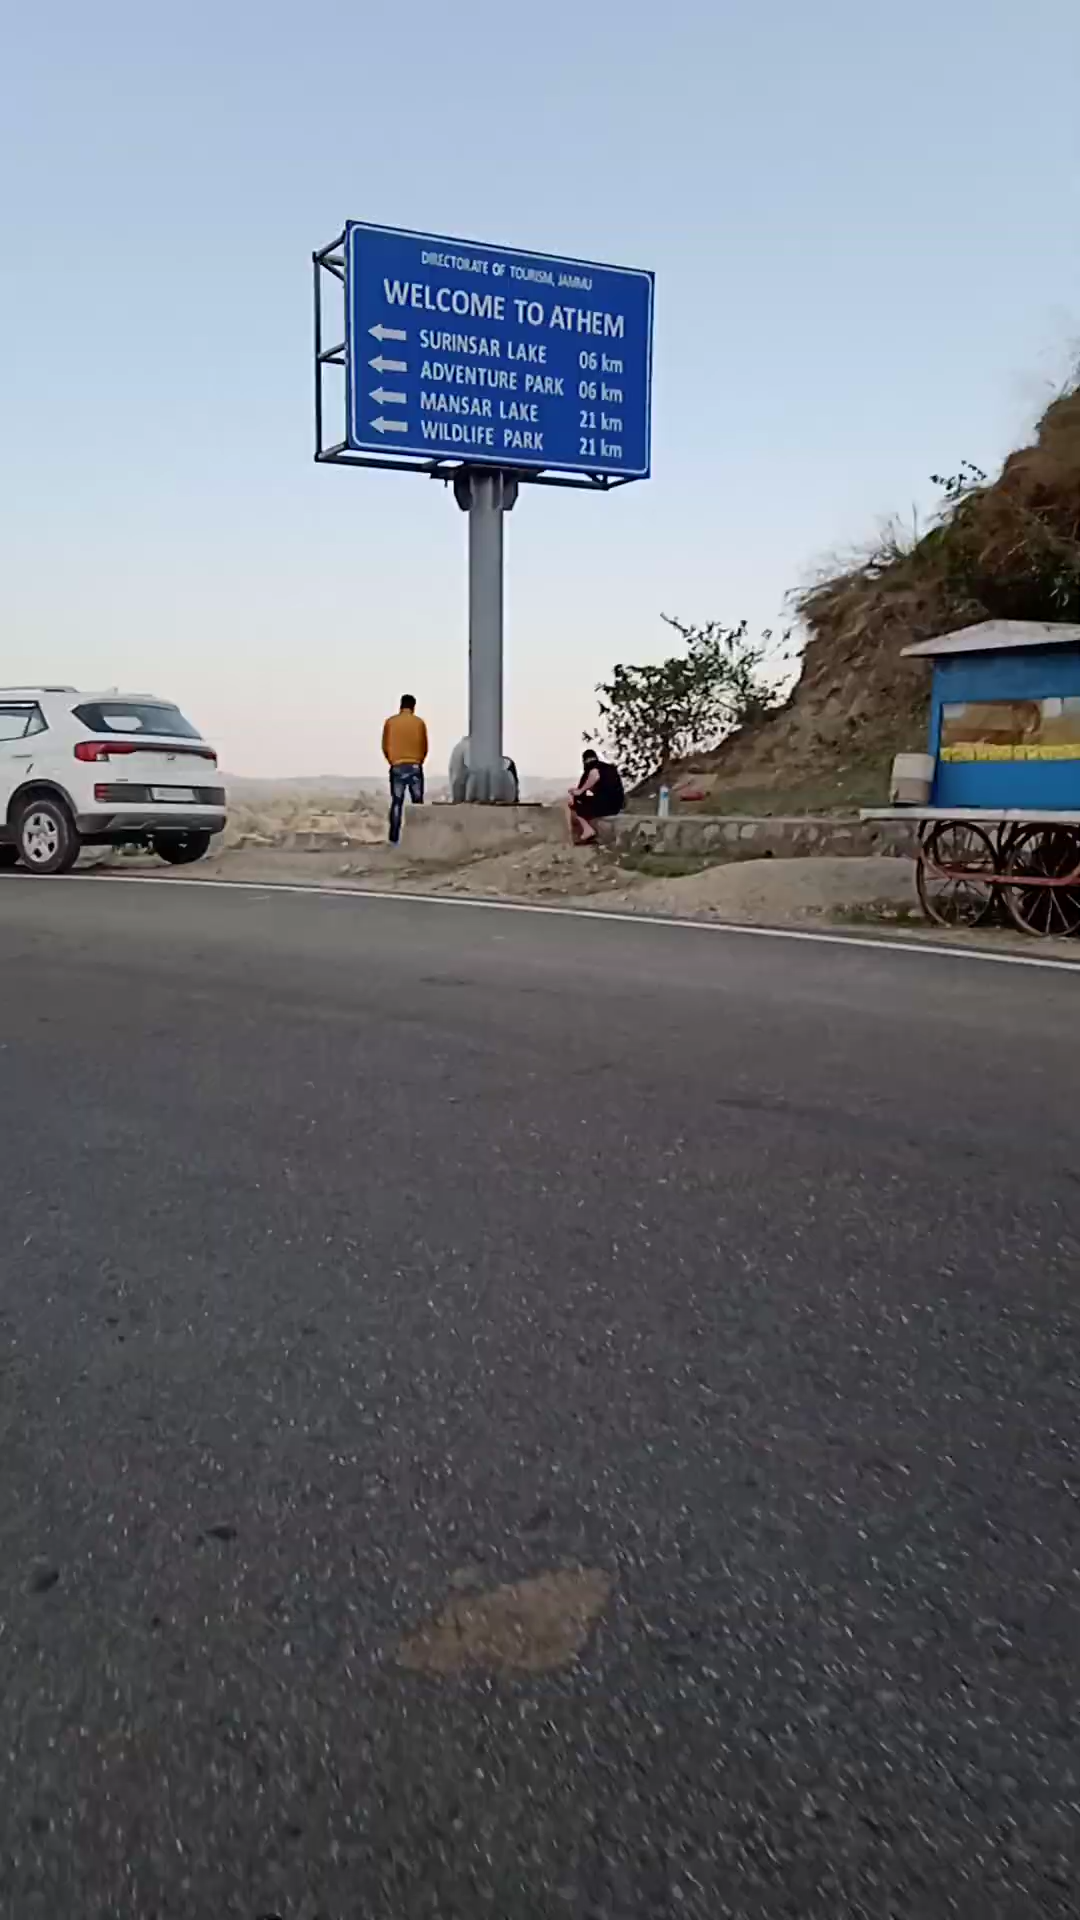 DIRECTORATE OF TOURISM, JAMMU
WELCOME TO ATHEM
SURINSAR LAKE 06 km
ADVENTURE PARK 06 km
MANSAR LAKE 21 km
WILDLIFE PARK 21 km